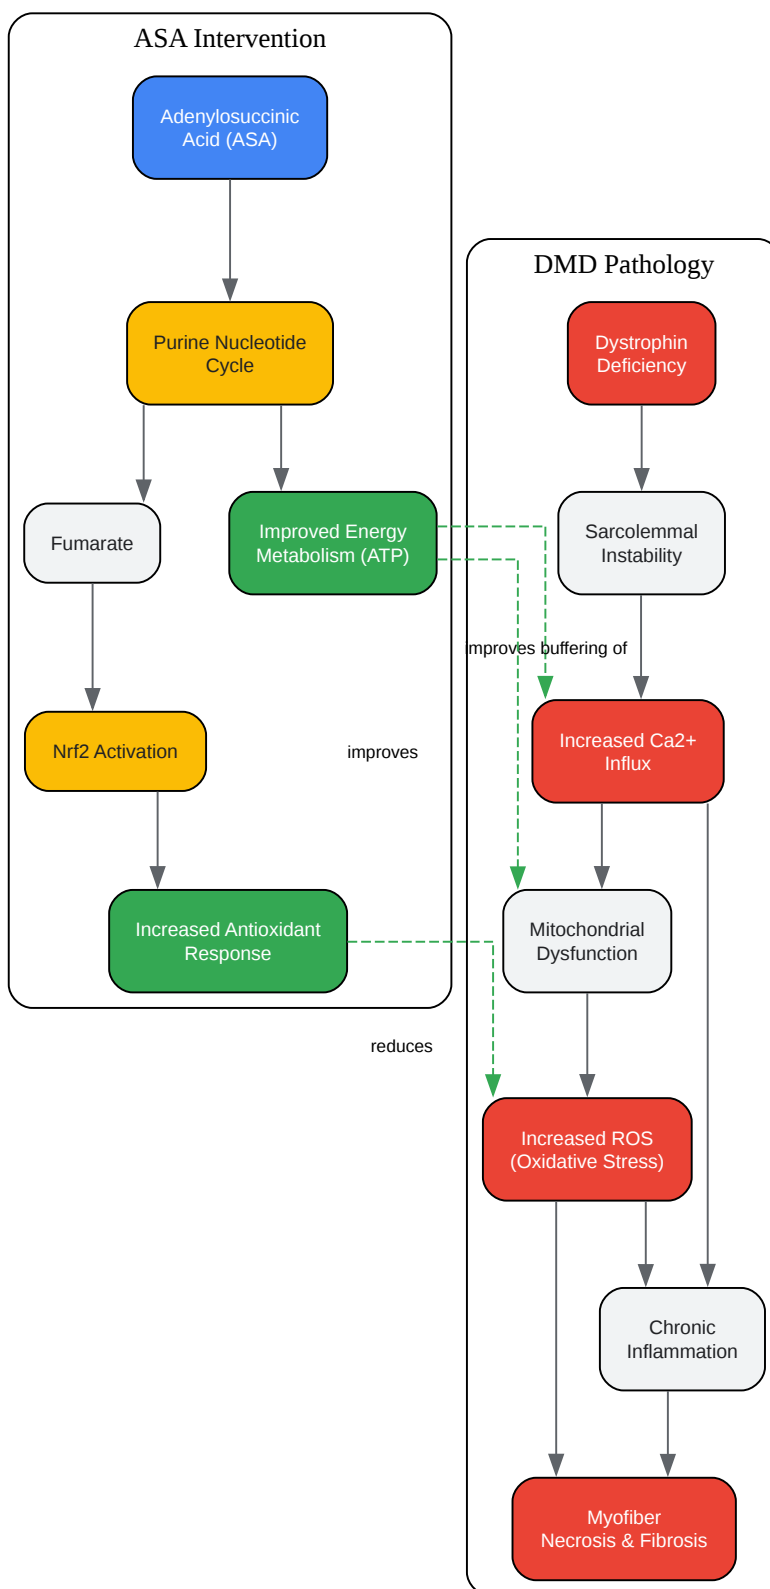 ASA Intervention
Adenylosuccinic
Acid (ASA)
Purine Nucleotide
Cycle
Fumarate
Improved Energy
Metabolism (ATP)
Nrf2 Activation
improves
Increased Antioxidant
Response
reduces
DMD Pathology
Dystrophin
Deficiency
Sarcolemmal
Instability
improves buffering of
Increased Ca2+
Influx
Mitochondrial
Dysfunction
Increased ROS
(Oxidative Stress)
Chronic
Inflammation
Myofiber
Necrosis & Fibrosis